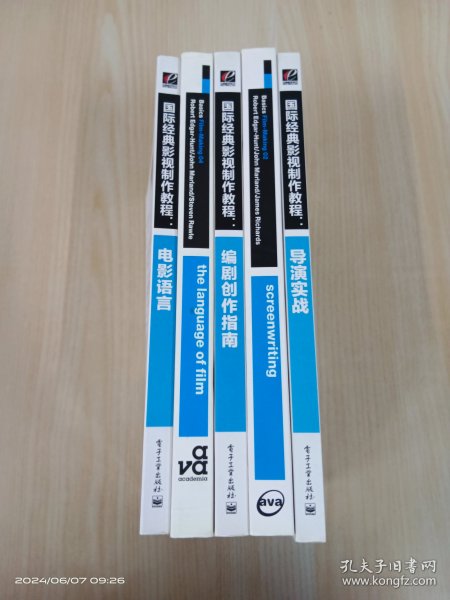 国际经典影视制作教程:
电影语言
电子工业出版社
Basics Film-Making 04
Robert Edgar-Hunt/John Marland/Steven Rawle
the language of film
ava
academia
国际经典影视制作教程:
编剧创作指南
电子工业出版社
Basics Film-Making 02
Robert Edgar-Hunt/John Marland/James Richards
screenwriting
ava
国际经典影视制作教程:
导演实战
电子工业出版社
2024/06/07 09:26
孔夫子旧书网
www.kongfz.com